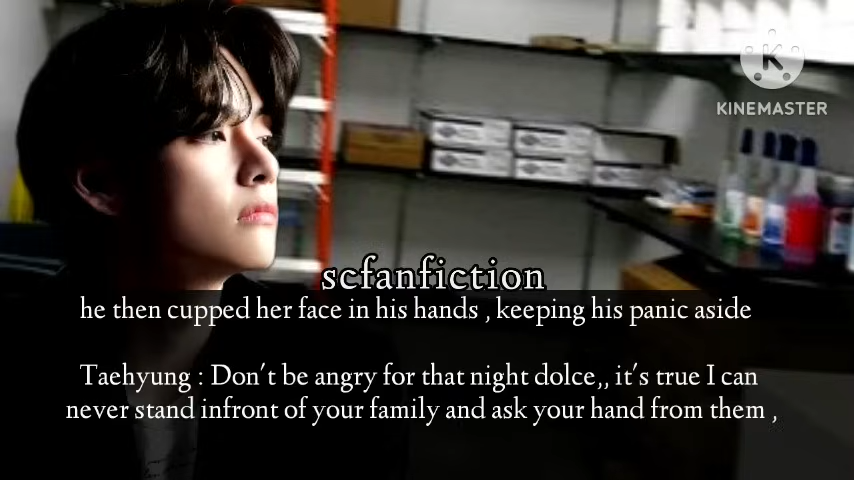 KINEMASTER
scfanfiction
he then cupped her face in his hands , keeping his panic aside
Taehyung : Don't be angry for that night dolce,, it's true I can
never stand infront of your family and ask your hand from them ,